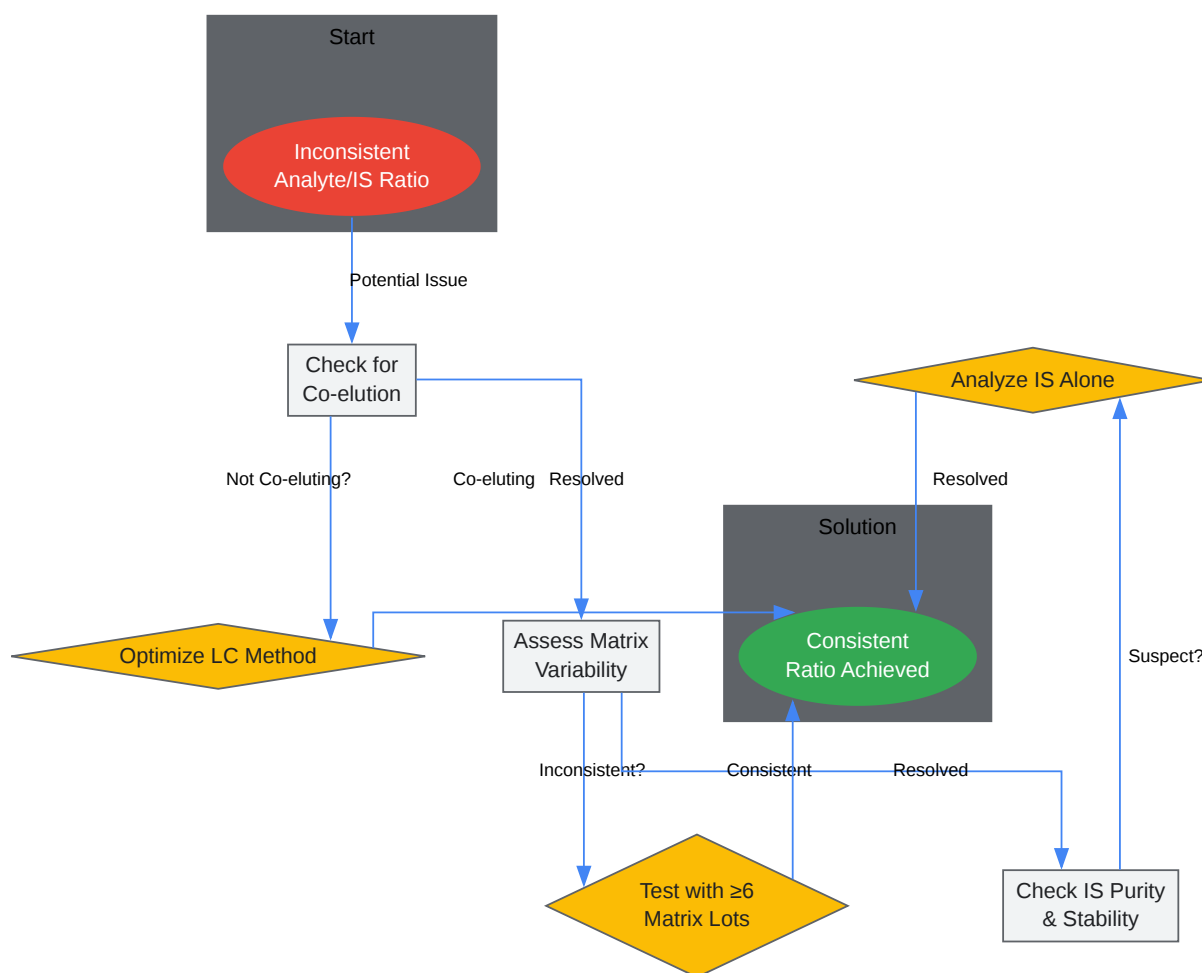 Start
Inconsistent
Analyte/IS Ratio
Potential Issue
Check for
Co-elution
Analyze IS Alone
Not Co-eluting?
Co-eluting
Resolved
Resolved
Solution
Optimize LC Method
Assess Matrix
Variability
Consistent
Ratio Achieved
Suspect?
Inconsistent?
Consistent
Resolved
Test with ≥6
Matrix Lots
Check IS Purity
& Stability